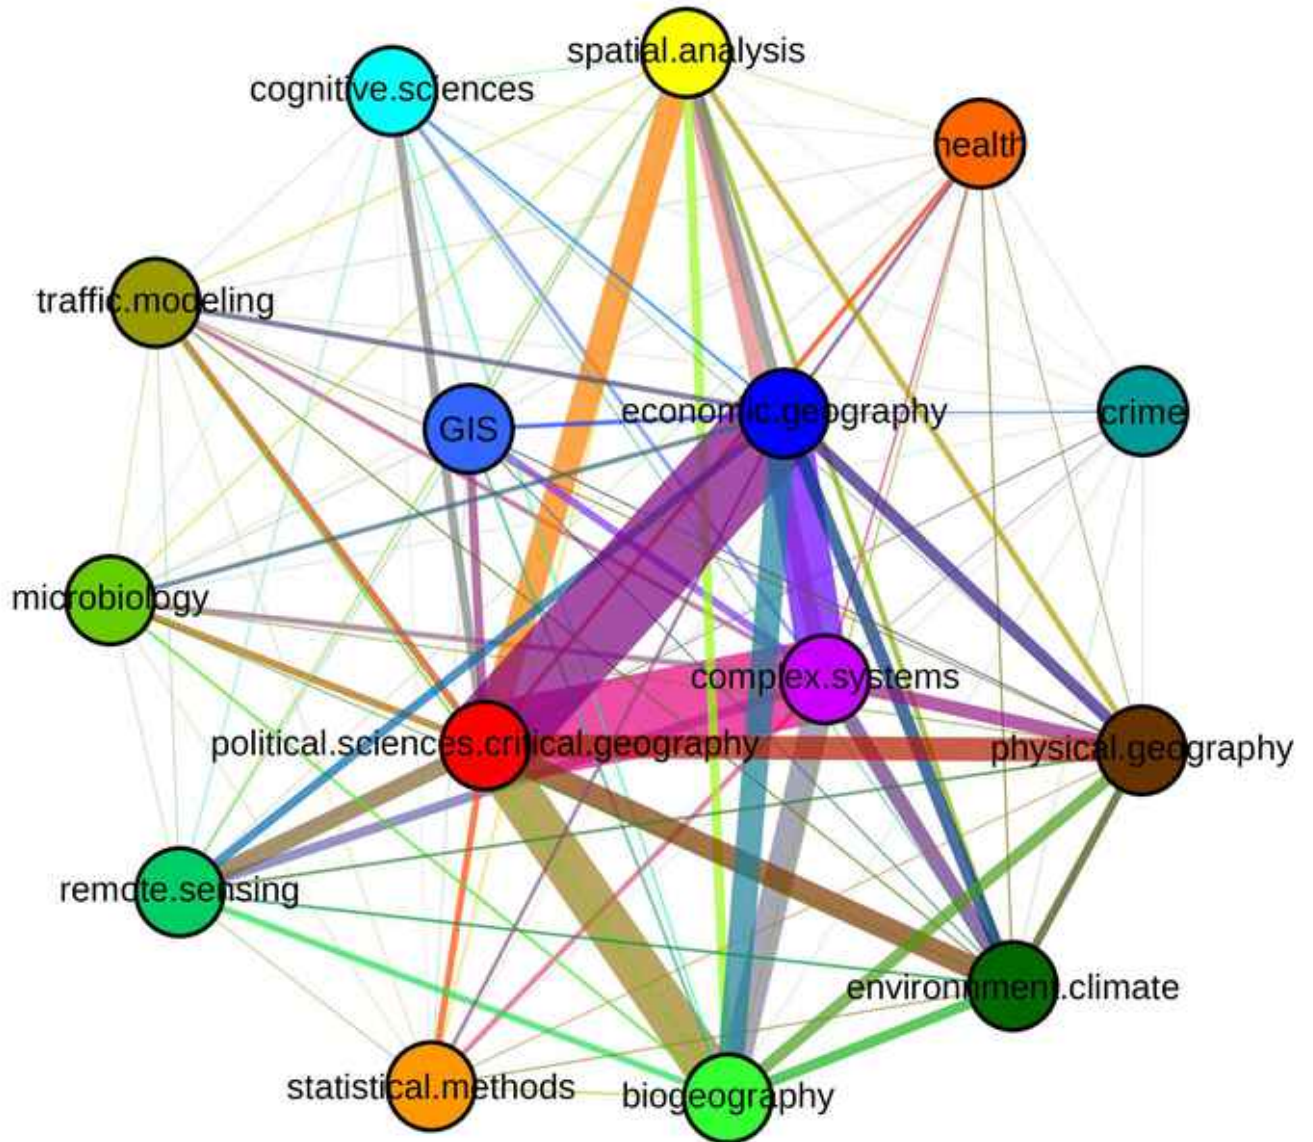 spatial.analysis
cognitive.sciences
health
traffic.modeling
economic.geography
crime
GIS
microbiology
complex.systems
political.sciences.critical.geography
physical.geography
remote.sensing
environnment.climate
statistical.methods
biogeography